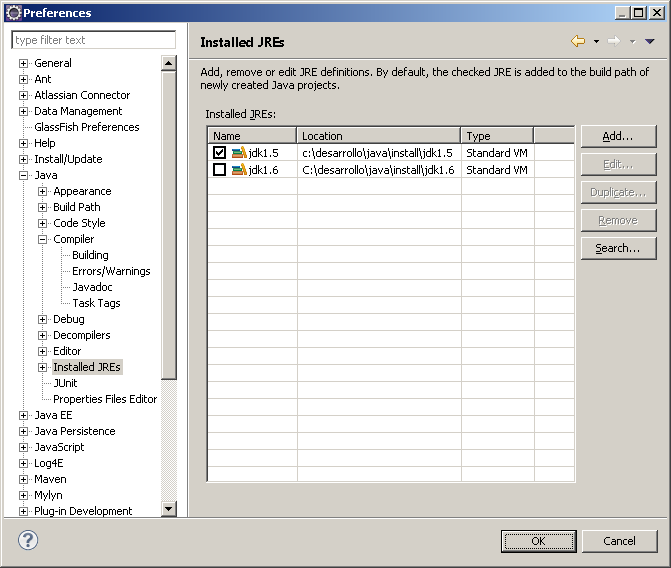 Preferences
type filter text
General
Ant
Atlassian Connector
Data Management
GlassFish Preferences
Help
Install/Update
Java
Appearance
Build Path
Code Style
Compiler
Building
Errors/Warnings
Javadoc
Task Tags
Debug
Decompilers
Editor
Installed JREs
JUnit
Properties Files Editor
Java EE
Java Persistence
JavaScript
Log4E
Maven
Mylyn
Plug-in Development
Installed JREs
Add, remove or edit JRE definitions. By default, the checked JRE is added to the build path of
newly created Java projects.
Installed JREs:
Name Location Type
jdk1.5 c:\desarrollo\java\install\jdk1.5 Standard VM
jdk1.6 C:\desarrollo\java\install\jdk1.6 Standard VM
Add...
Edit...
Duplicate...
Remove
Search...
OK Cancel